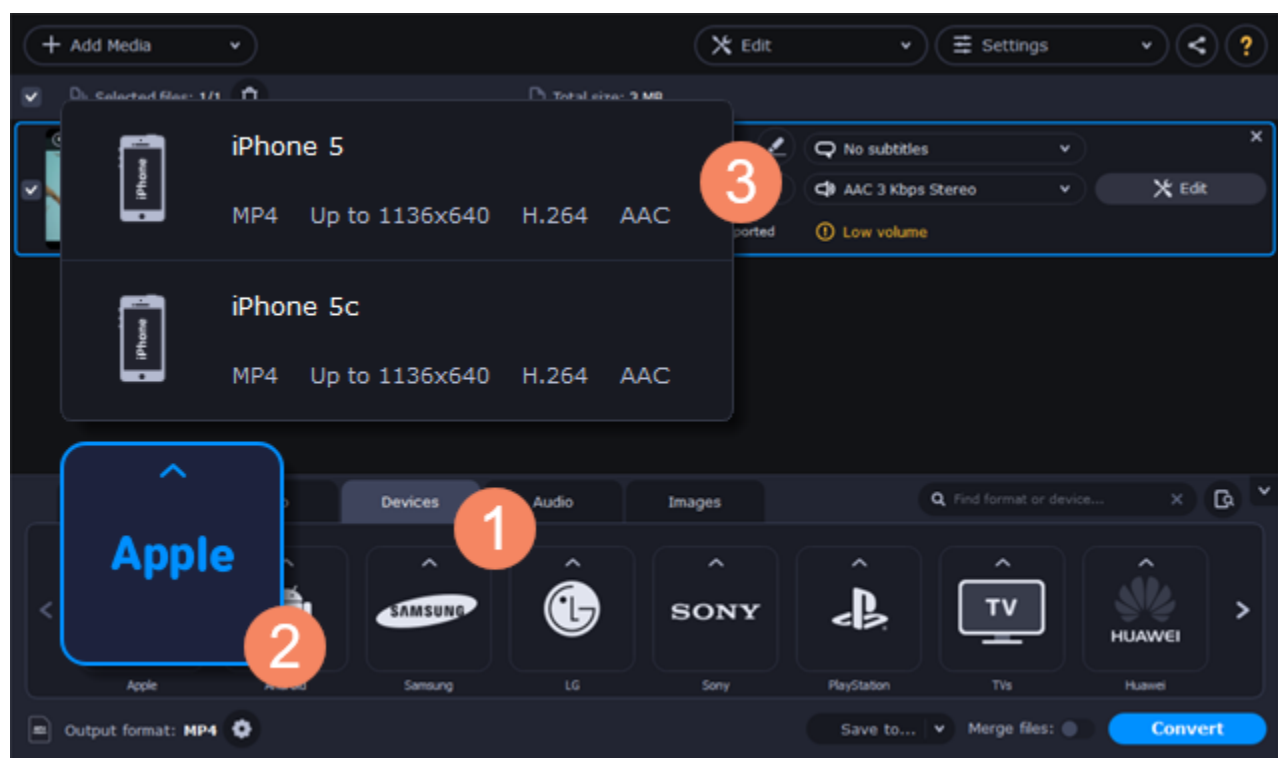 Add Media
Edit
Settings
?
Selected files: 1/1
Total size: 3 MB
iPhone
iPhone 5
MP4 Up to 1136x640 H.264 AAC
3
No subtitles
AAC 3 Kbps Stereo
Edit
Low volume
iPhone
iPhone 5c
MP4 Up to 1136x640 H.264 AAC
Devices
1
Audio
Images
Find format or device...
Apple
2
SAMSUNG
LG
SONY
TV
HUAWEI
Apple
Samsung
LG
Sony
PlayStation
TVs
Huawei
Output format: MP4
Save to...
Merge files:
Convert